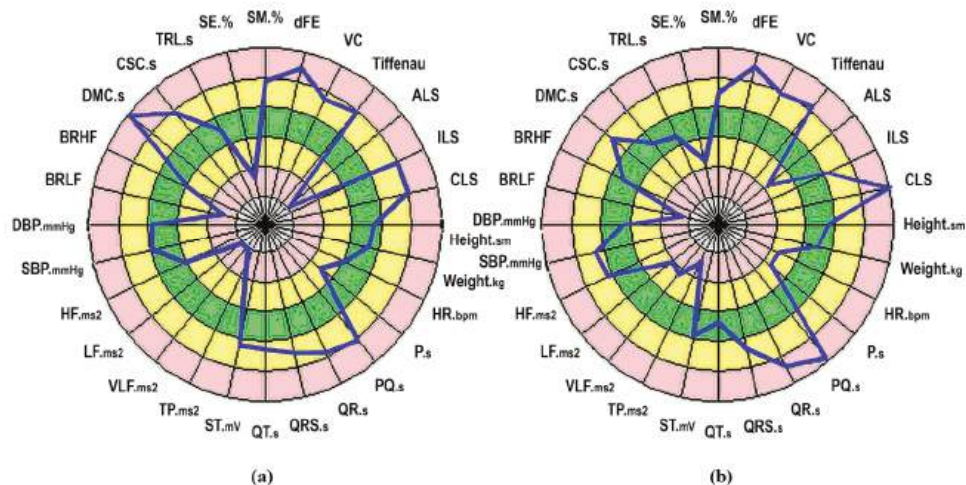 SM.%
dFE
VC
Tiffenau
ALS
ILS
CLS
Height.sm
Weight.kg
HR.bpm
P.s
PQ.s
QR.s
QRS.s
QT.s
ST.mV
TP.ms2
VLF.ms2
LF.ms2
HF.ms2
SBP.mmHg
DBP.mmHg
BRLF
BRHF
DMC.s
CSC.s
TRL.s
SE.%
(a)
SM.%
dFE
VC
Tiffenau
ALS
ILS
CLS
Height.sm
Weight.kg
HR.bpm
P.s
PQ.s
QR.s
QRS.s
QT.s
ST.mV
TP.ms2
VLF.ms2
LF.ms2
HF.ms2
SBP.mmHg
DBP.mmHg
BRLF
BRHF
DMC.s
CSC.s
TRL.s
SE.%
(b)